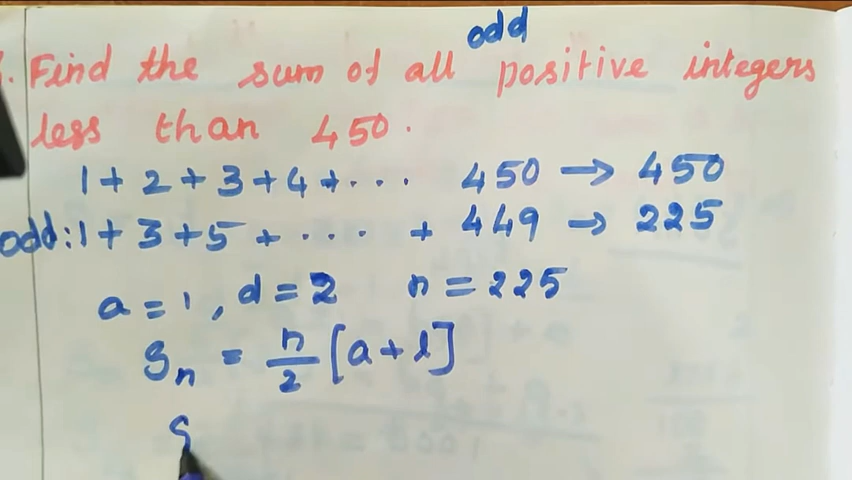 . Find the sum of all odd positive integers
less than 450.
1 + 2 + 3 + 4 + ... 450 → 450
odd: 1 + 3 + 5 + .... + 449 → 225
a = 1, d = 2 n = 225
Sn = n/2 [a + l]
S